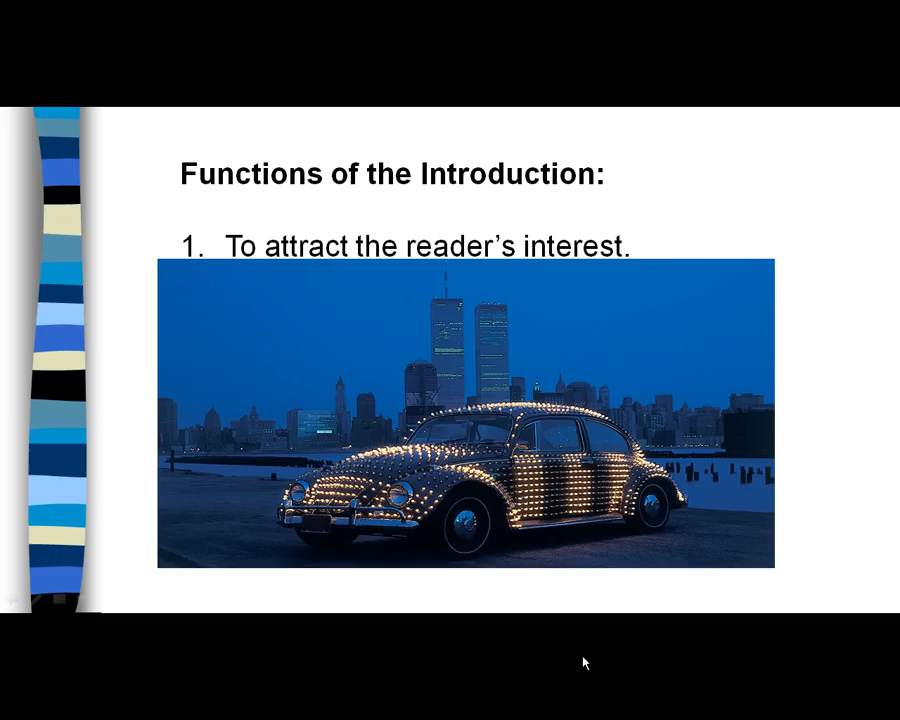 Functions of the Introduction:
1. To attract the reader’s interest.